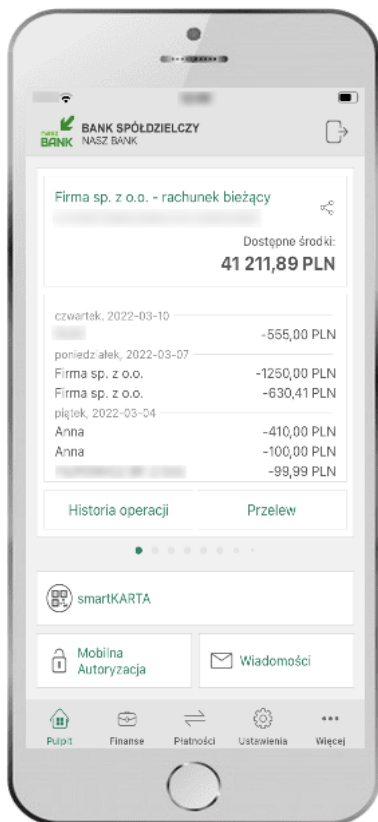 NASZ
BANK
BANK SPÓŁDZIELCZY
NASZ BANK
Firma sp. z o.o. - rachunek bieżący
Dostępne środki:
41 211,89 PLN
czwartek, 2022-03-10
-555,00 PLN
poniedziałek, 2022-03-07
Firma sp. z o.o. -1250,00 PLN
Firma sp. z o.o. -630,41 PLN
piątek, 2022-03-04
Anna -410,00 PLN
Anna -100,00 PLN
-99,99 PLN
Historia operacji Przelew
smartKARTA
Mobilna
Autoryzacja
Wiadomości
Pulpit Finanse Płatności Ustawienia Więcej